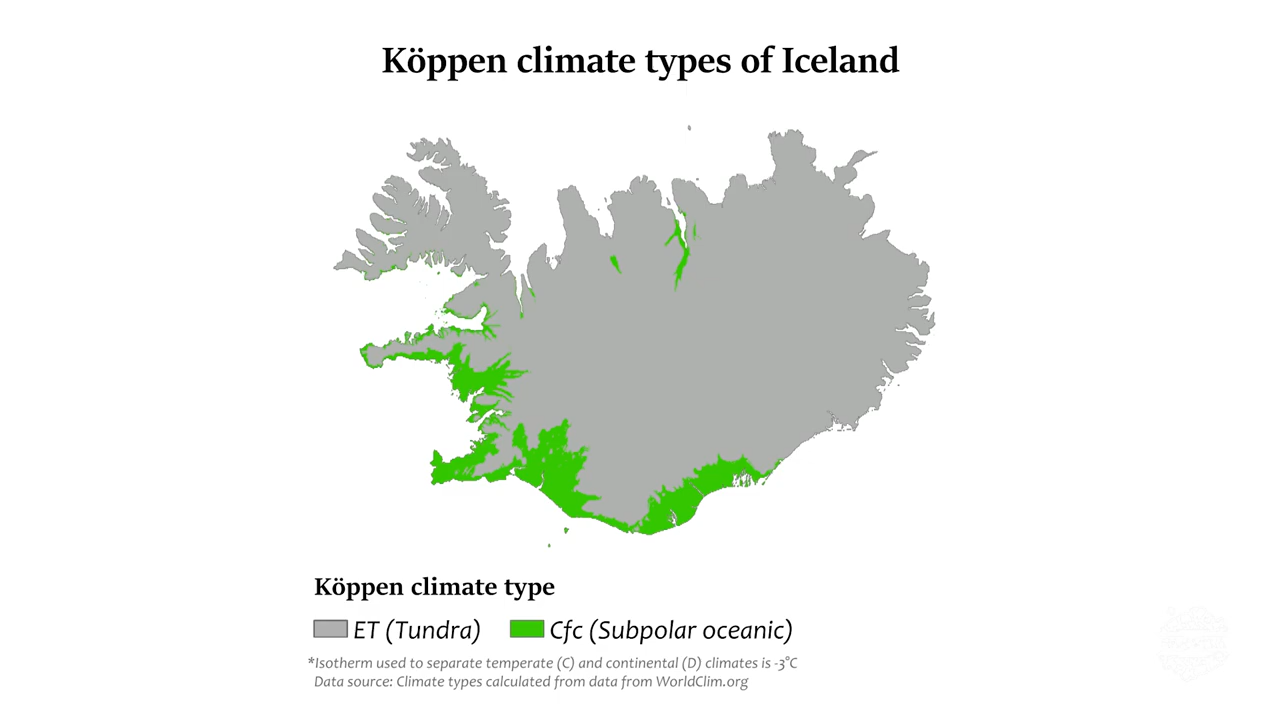 Köppen climate types of Iceland
Köppen climate type
ET (Tundra) Cfc (Subpolar oceanic)
*Isotherm used to separate temperate (C) and continental (D) climates is -3°C
Data source: Climate types calculated from data from WorldClim.org